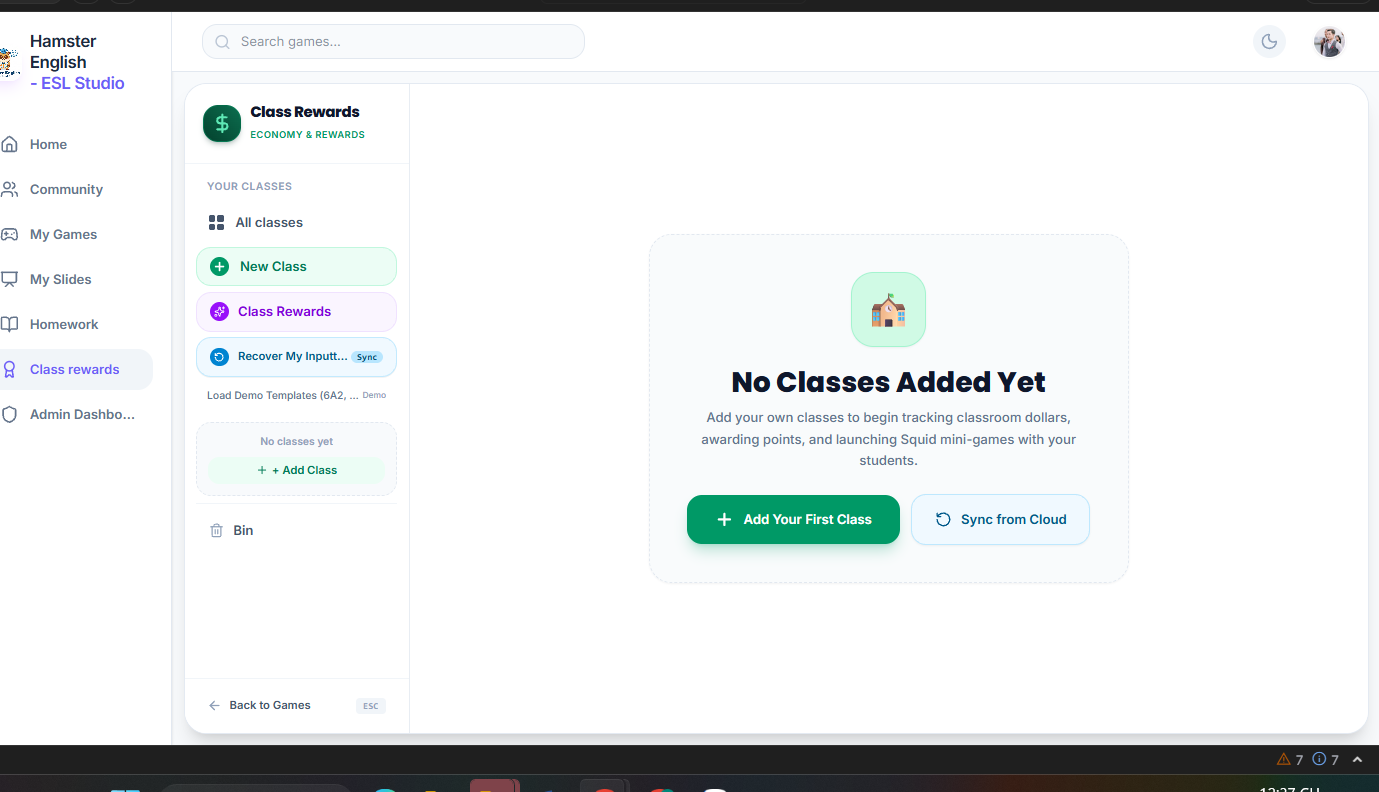 Hamster
English
- ESL Studio
Search games...
Home
Community
My Games
My Slides
Homework
Class rewards
Admin Dashbo...
Class Rewards
ECONOMY & REWARDS
YOUR CLASSES
All classes
New Class
Class Rewards
Recover My Inputt... Sync
Load Demo Templates (6A2, ... Demo
No classes yet
+ + Add Class
Bin
Back to Games ESC
No Classes Added Yet
Add your own classes to begin tracking classroom dollars,
awarding points, and launching Squid mini-games with your
students.
Add Your First Class
Sync from Cloud
7 7